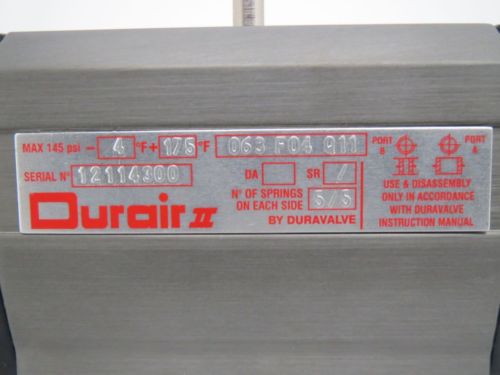 MAX 145 psi - 4 °F + 175 °F 063 F04 Q11
SERIAL N° 12114300
DA SR /
N° OF SPRINGS ON EACH SIDE 5/5
Durair II
BY DURAVALVE
PORT B PORT A
USE & DISASSEMBLY
ONLY IN ACCORDANCE
WITH DURAVALVE
INSTRUCTION MANUAL